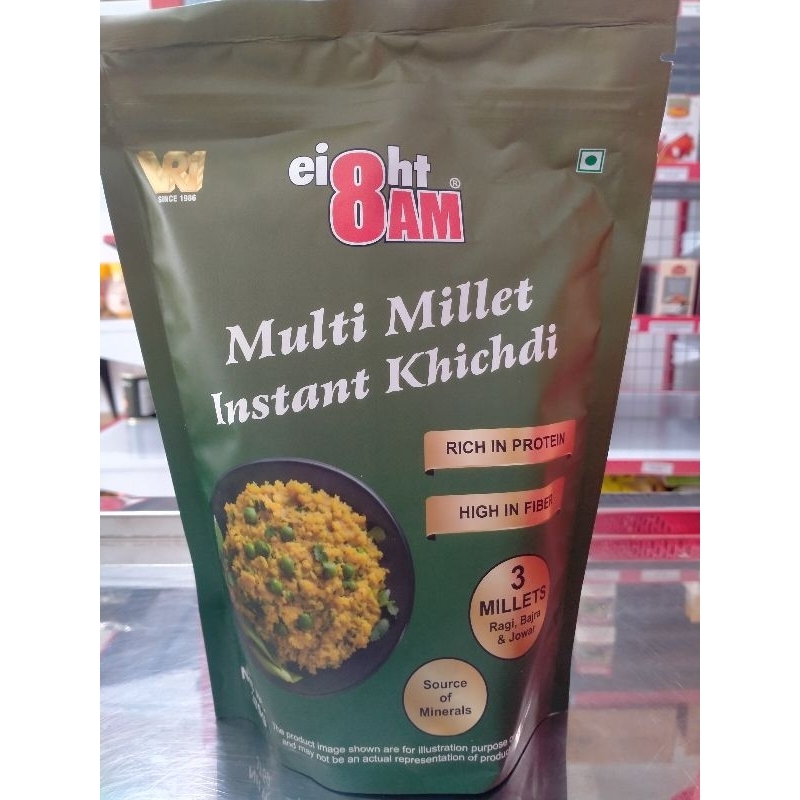 VRI
SINCE 1986
ei8ht
8AM®
Multi Millet
Instant Khichdi
RICH IN PROTEIN
HIGH IN FIBER
3
MILLETS
Ragi, Bajra
& Jowar
Source
of
Minerals
The product image shown are for illustration purpose
and may not be an actual representation of product